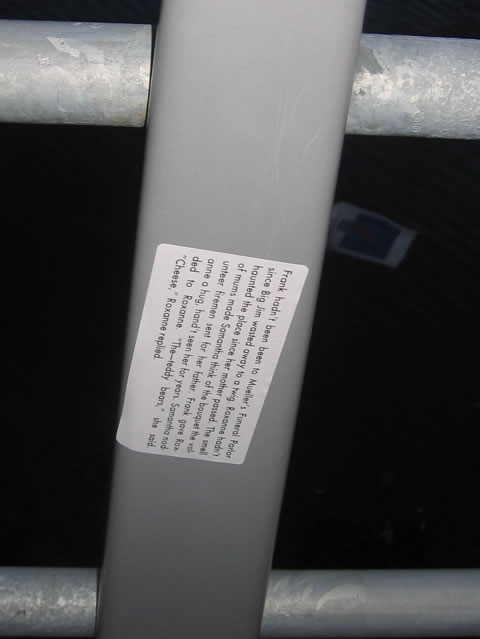 Frank hadn't been to Mueller's Funeral Parlor
since Big Jim wasted away to a twig. Roxanne hadn't
haunted the place since her mother passed. The smell
of mums made Samantha think of the bouquet the vol-
unteer firemen sent for her father. Frank gave Rox-
anne a hug, hand't seen her for years. Samantha nod-
ded to Roxanne. "The—teddy bears," she said.
"Cheese," Roxanne replied.